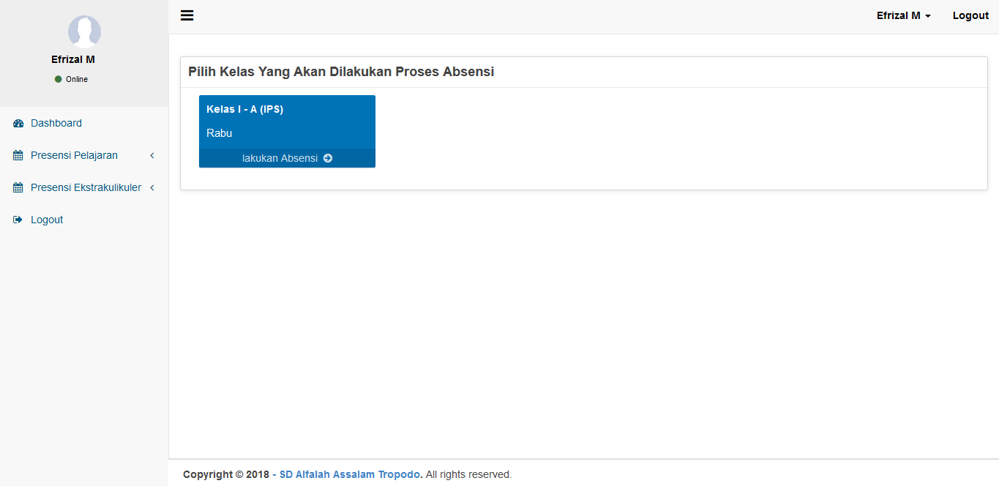 Efrizal M
Logout
Efrizal M
Online
Dashboard
Presensi Pelajaran
Presensi Ekstrakulikuler
Logout
Pilih Kelas Yang Akan Dilakukan Proses Absensi
Kelas I - A (IPS)
Rabu
lakukan Absensi
Copyright © 2018 - SD Alfalah Assalam Tropodo. All rights reserved.